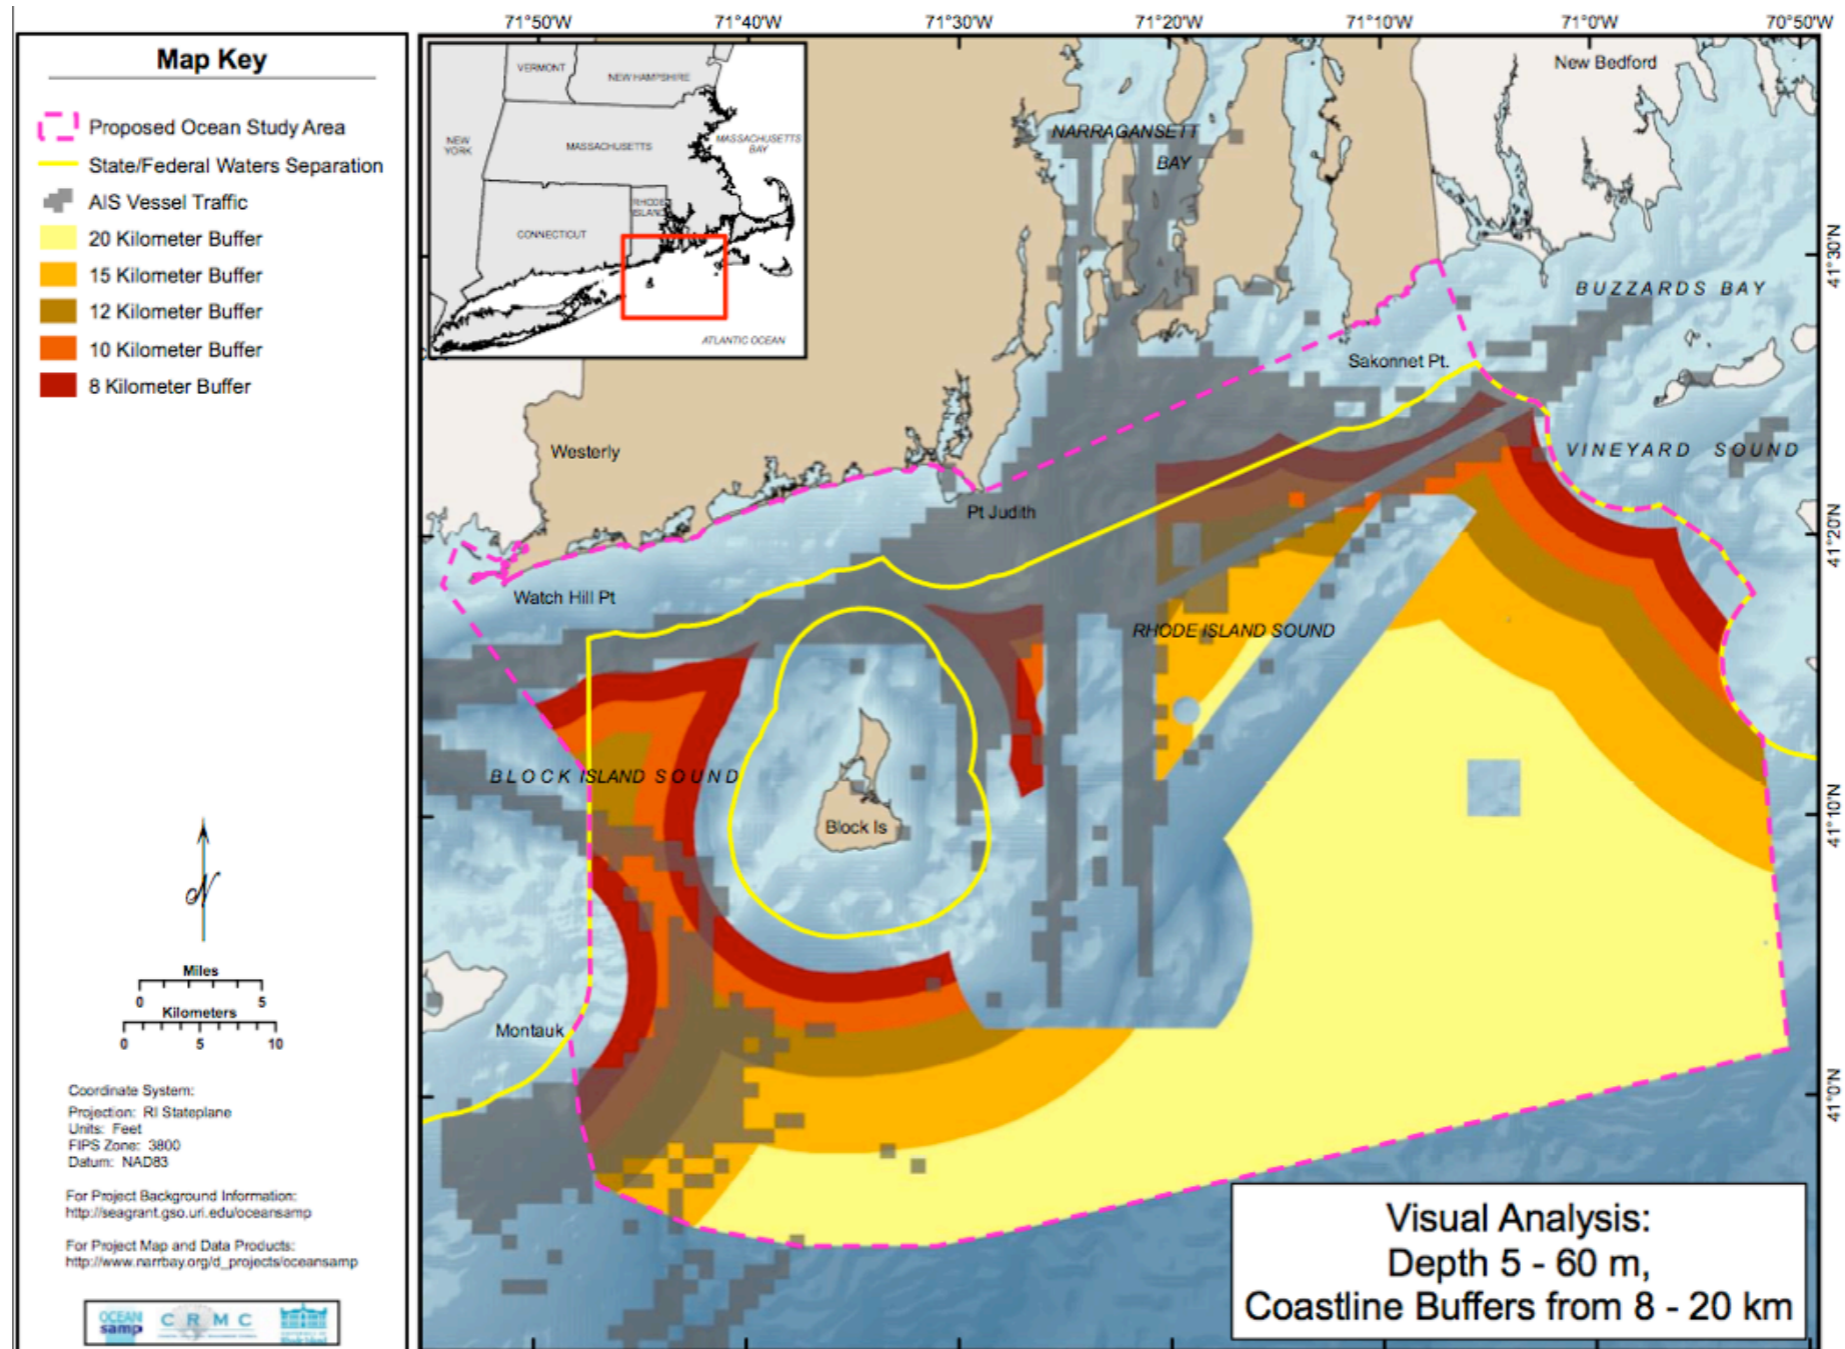 71°50'W
71°40'W
71°30'W
71°20'W
71°10'W
71°0'W
70°50'W
Map Key
Proposed Ocean Study Area
State/Federal Waters Separation
AIS Vessel Traffic
20 Kilometer Buffer
15 Kilometer Buffer
12 Kilometer Buffer
10 Kilometer Buffer
8 Kilometer Buffer
VERMONT
NEW HAMPSHIRE
NEW
YORK
MASSACHUSETTS
MASSACHUSETTS
BAY
RHODE
ISLAND
CONNECTICUT
ATLANTIC OCEAN
New Bedford
NARRAGANSETT
BAY
41°30'N
BUZZARDS BAY
Sakonnet Pt.
Westerly
VINEYARD SOUND
Pt Judith
41°20'N
Watch Hill Pt
RHODE ISLAND SOUND
BLOCK ISLAND SOUND
41°10'N
Block Is
N
Miles
0 5
Kilometers
0 5 10
Montauk
41°0'N
Coordinate System:
Projection: RI Stateplane
Units: Feet
FIPS Zone: 3800
Datum: NAD83
For Project Background Information:
http://seagrant.gso.uri.edu/oceansamp
For Project Map and Data Products:
http://www.narrbay.org/d_projects/oceansamp
OCEAN
samp
CRMC
Visual Analysis:
Depth 5 - 60 m,
Coastline Buffers from 8 - 20 km